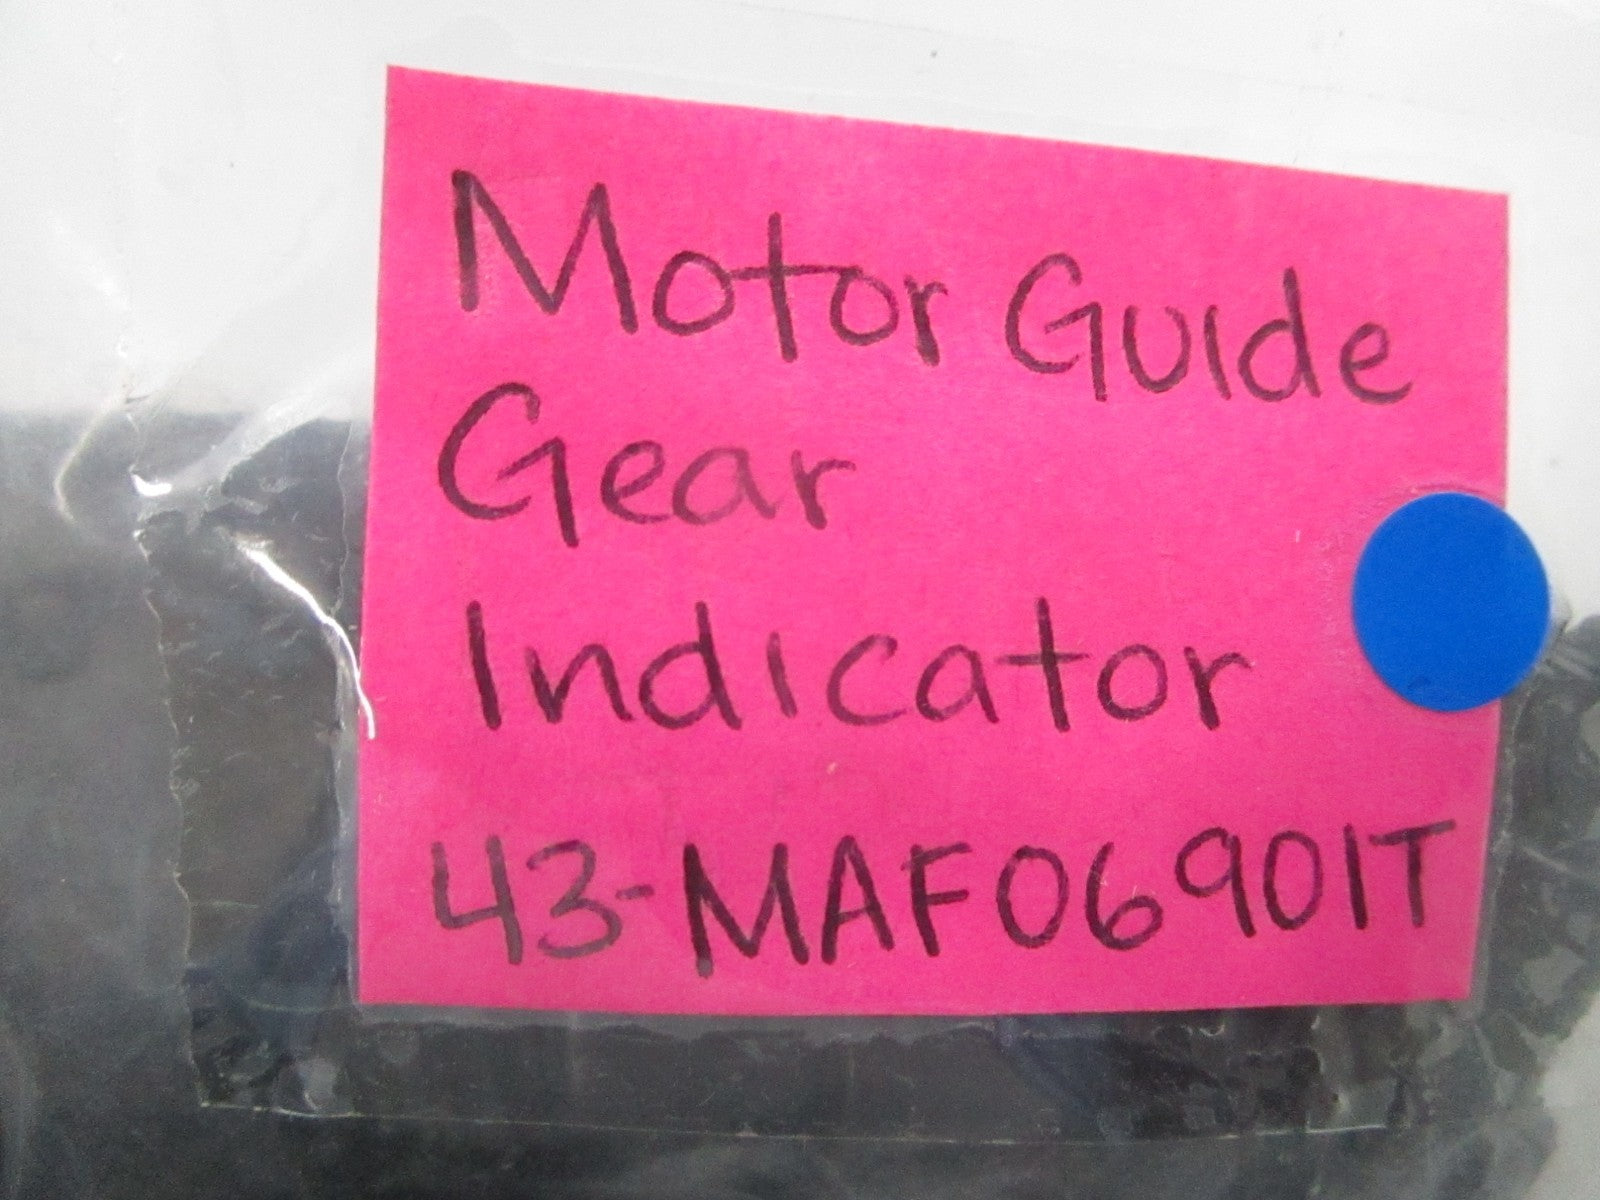 Motor Guide
Gear
Indicator
43-MAF06901T